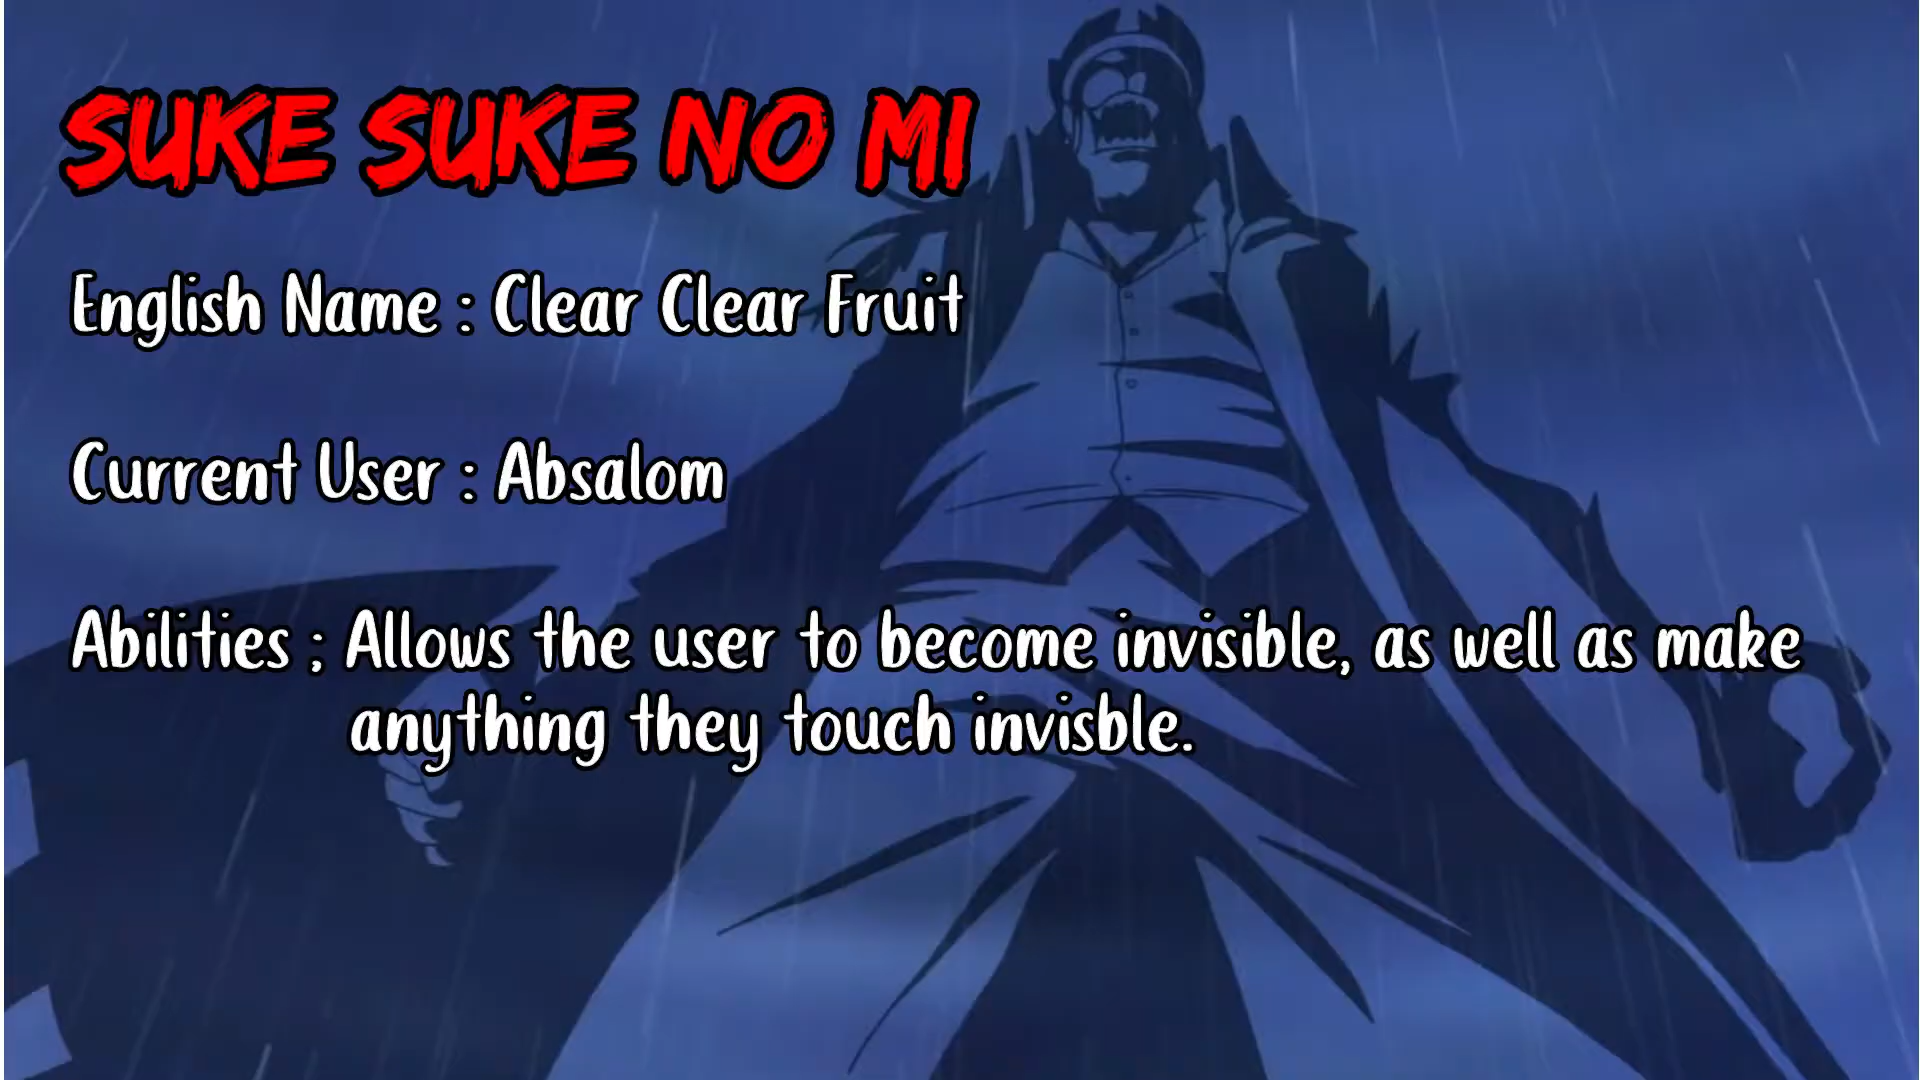 SUKE SUKE NO MI
English Name : Clear Clear Fruit
Current User : Absalom
Abilities ; Allows the user to become invisible, as well as make
anything they touch invisble.